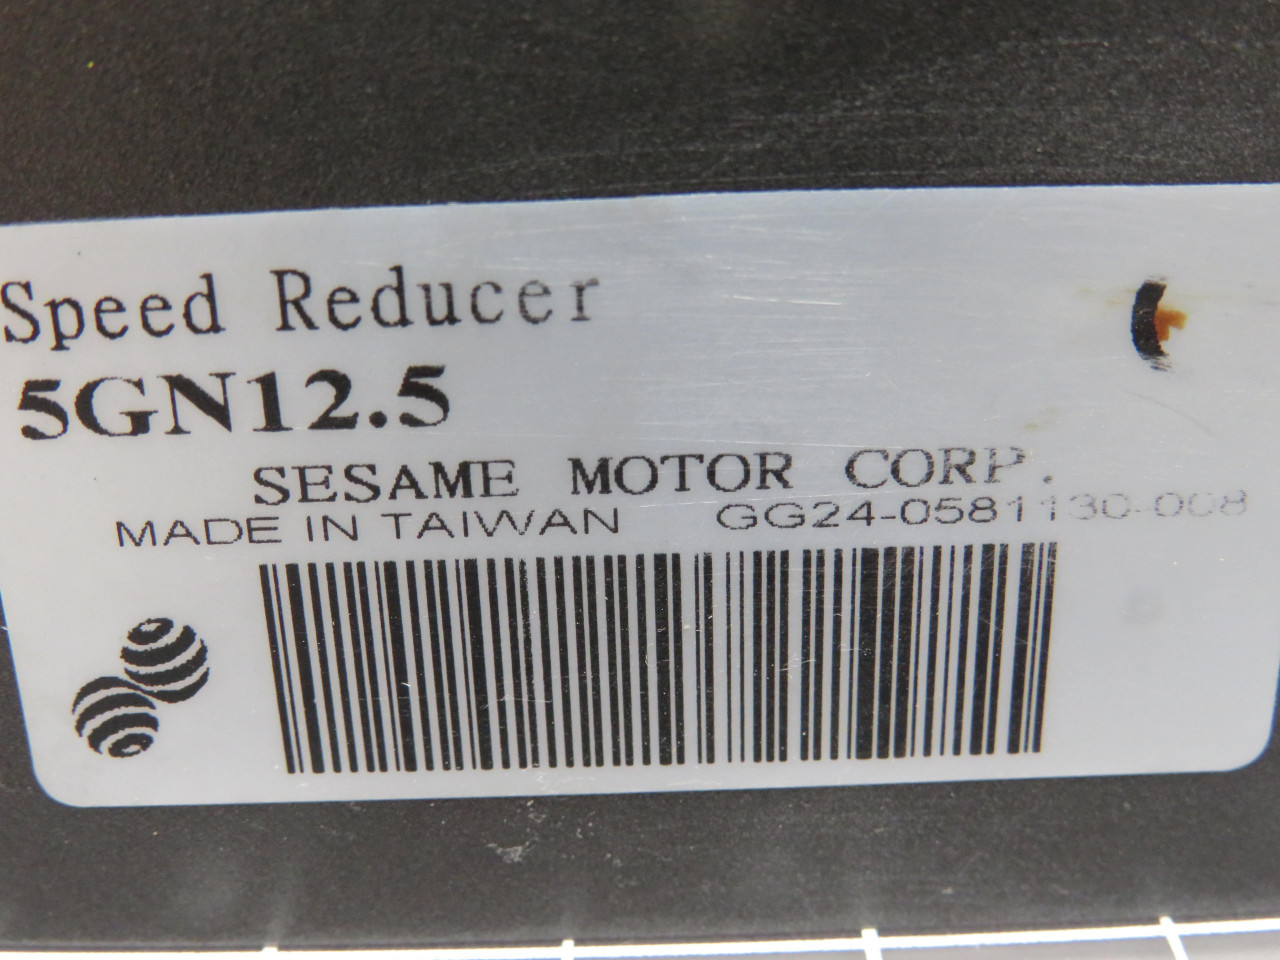 Speed Reducer
5GN12.5
SESAME MOTOR CORP.
MADE IN TAIWAN GG24-0581130-008